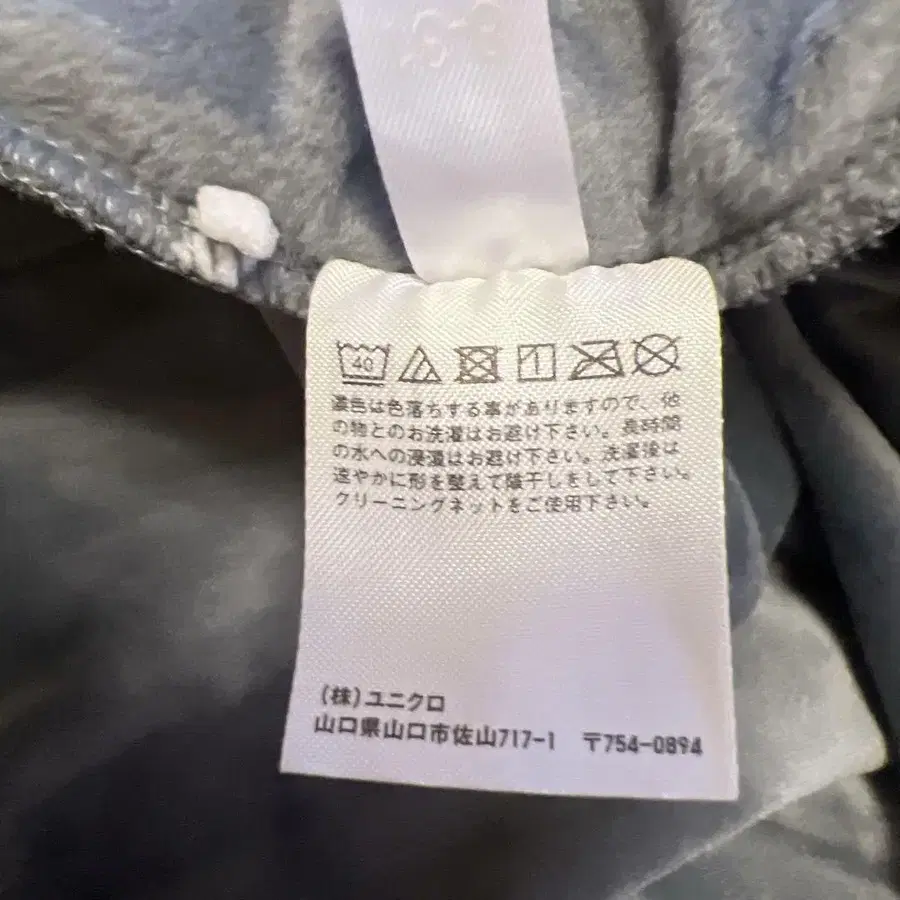 40
濃色は色落ちする事がありますので、他
の物とのお洗濯はお避け下さい。長時間
の水への浸漬はお避け下さい。洗濯後は
速やかに形を整えて陰干しをして下さい。
クリーニングネットをご使用下さい。
(株)ユニクロ
山口県山口市佐山717-1 〒754-0894